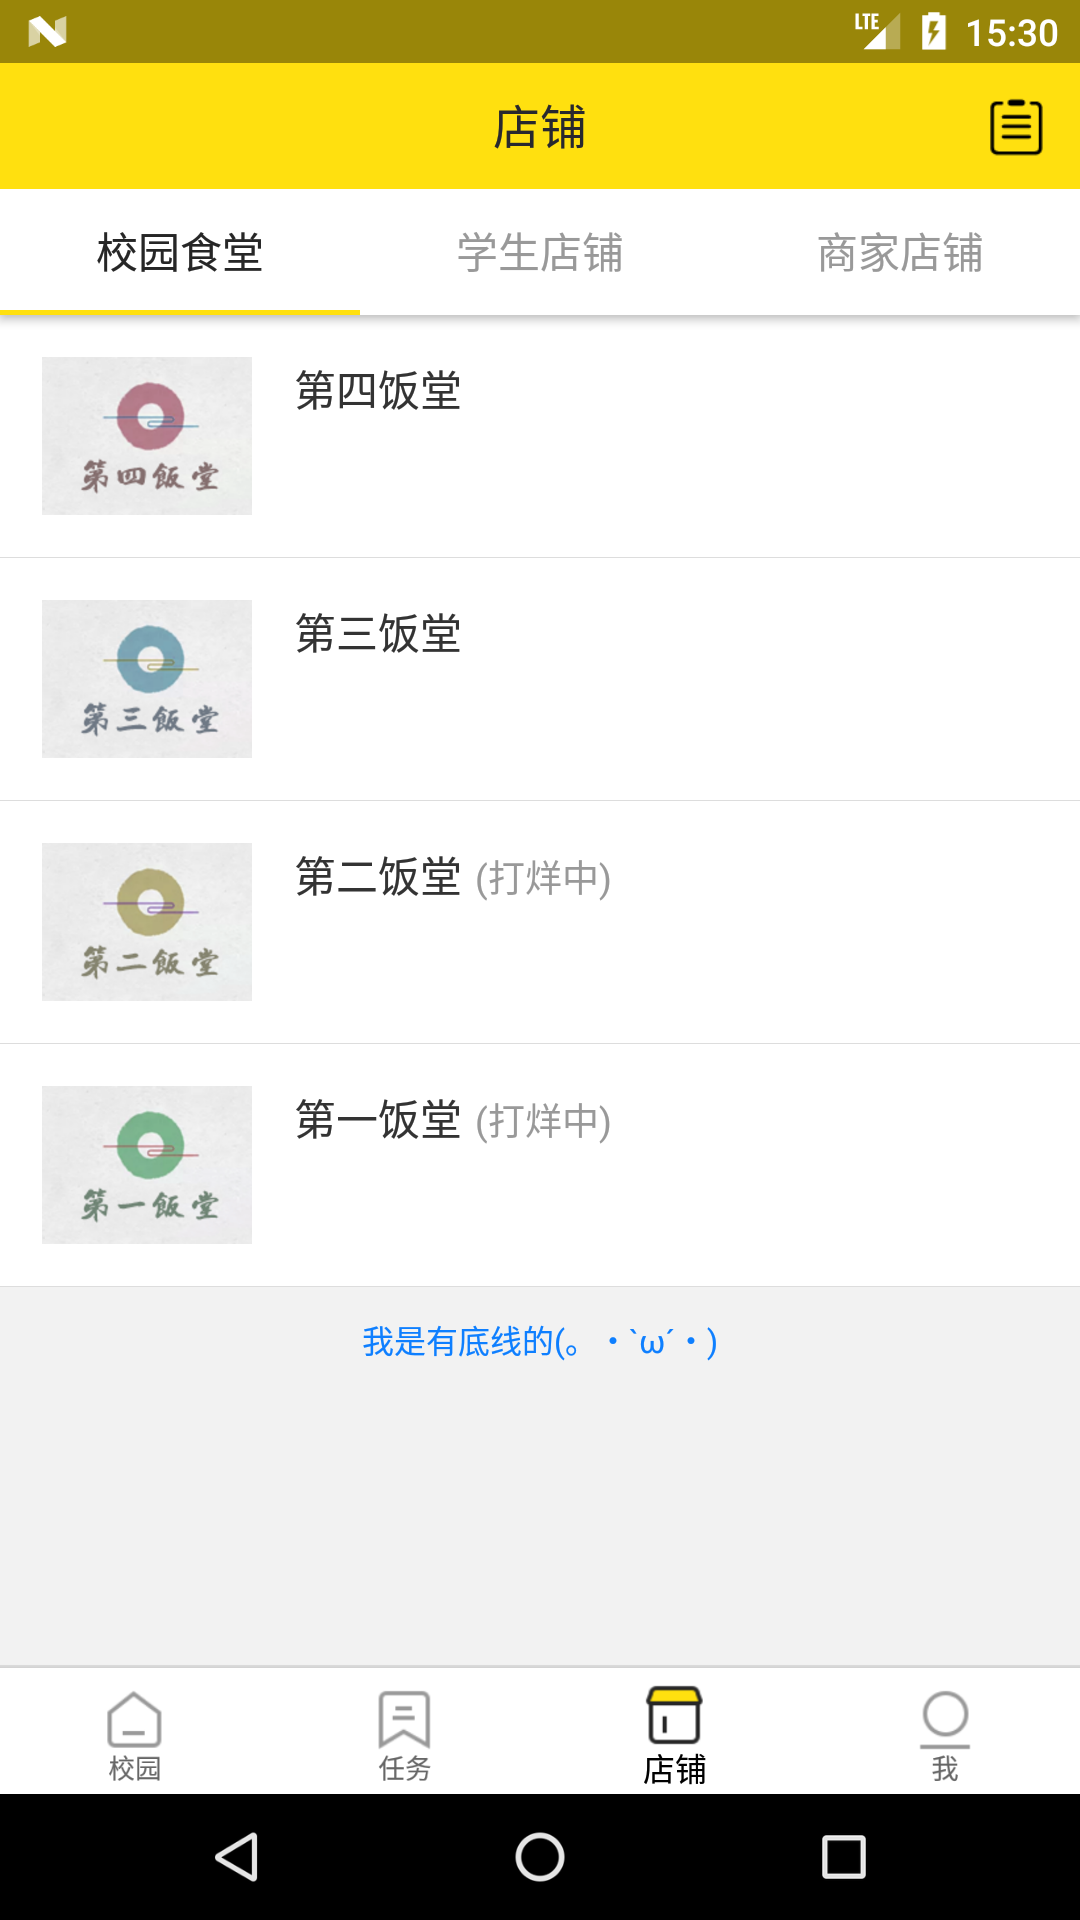 LTE 15:30
店铺
校园食堂 学生店铺 商家店铺
第四饭堂
第四飯堂
第三饭堂
第三飯堂
第二饭堂 (打烊中)
第二飯堂
第一饭堂 (打烊中)
第一飯堂
我是有底线的(。・`ω´・)
校园 任务 店铺 我